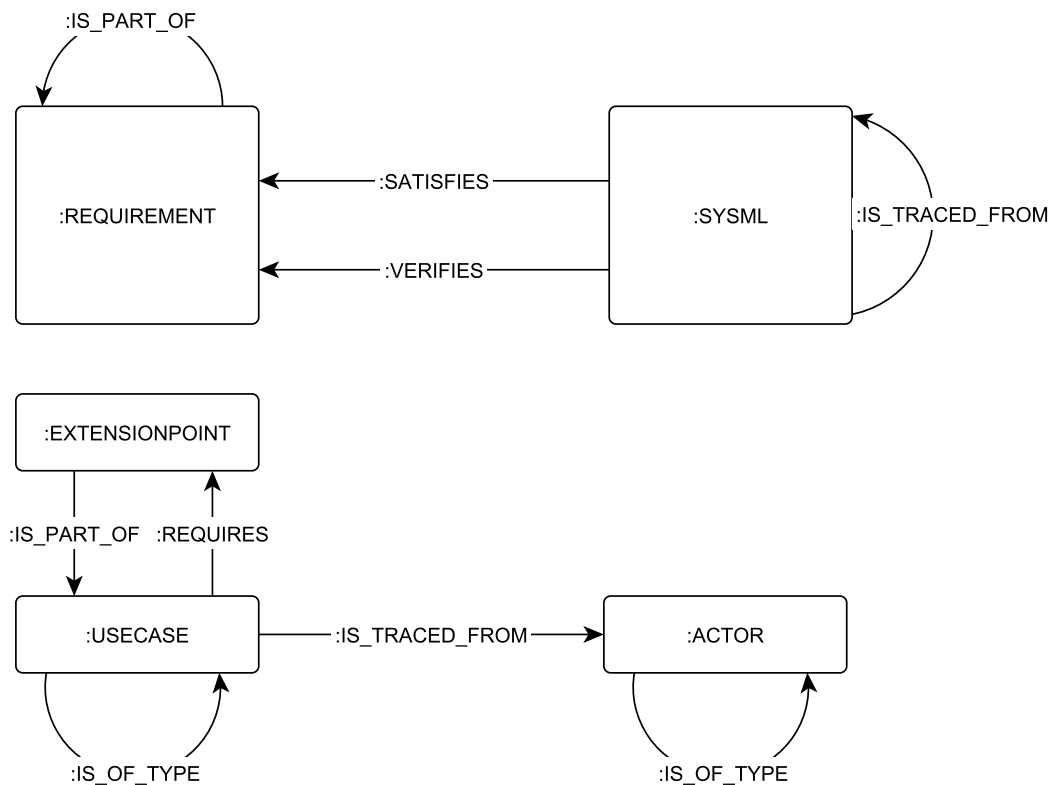 :IS_PART_OF
:SATISFIES
:REQUIREMENT
:SYSML
:IS_TRACED_FROM
:VERIFIES
:EXTENSIONPOINT
:IS_PART_OF
:REQUIRES
:USECASE
:IS_TRACED_FROM
:ACTOR
:IS_OF_TYPE
:IS_OF_TYPE